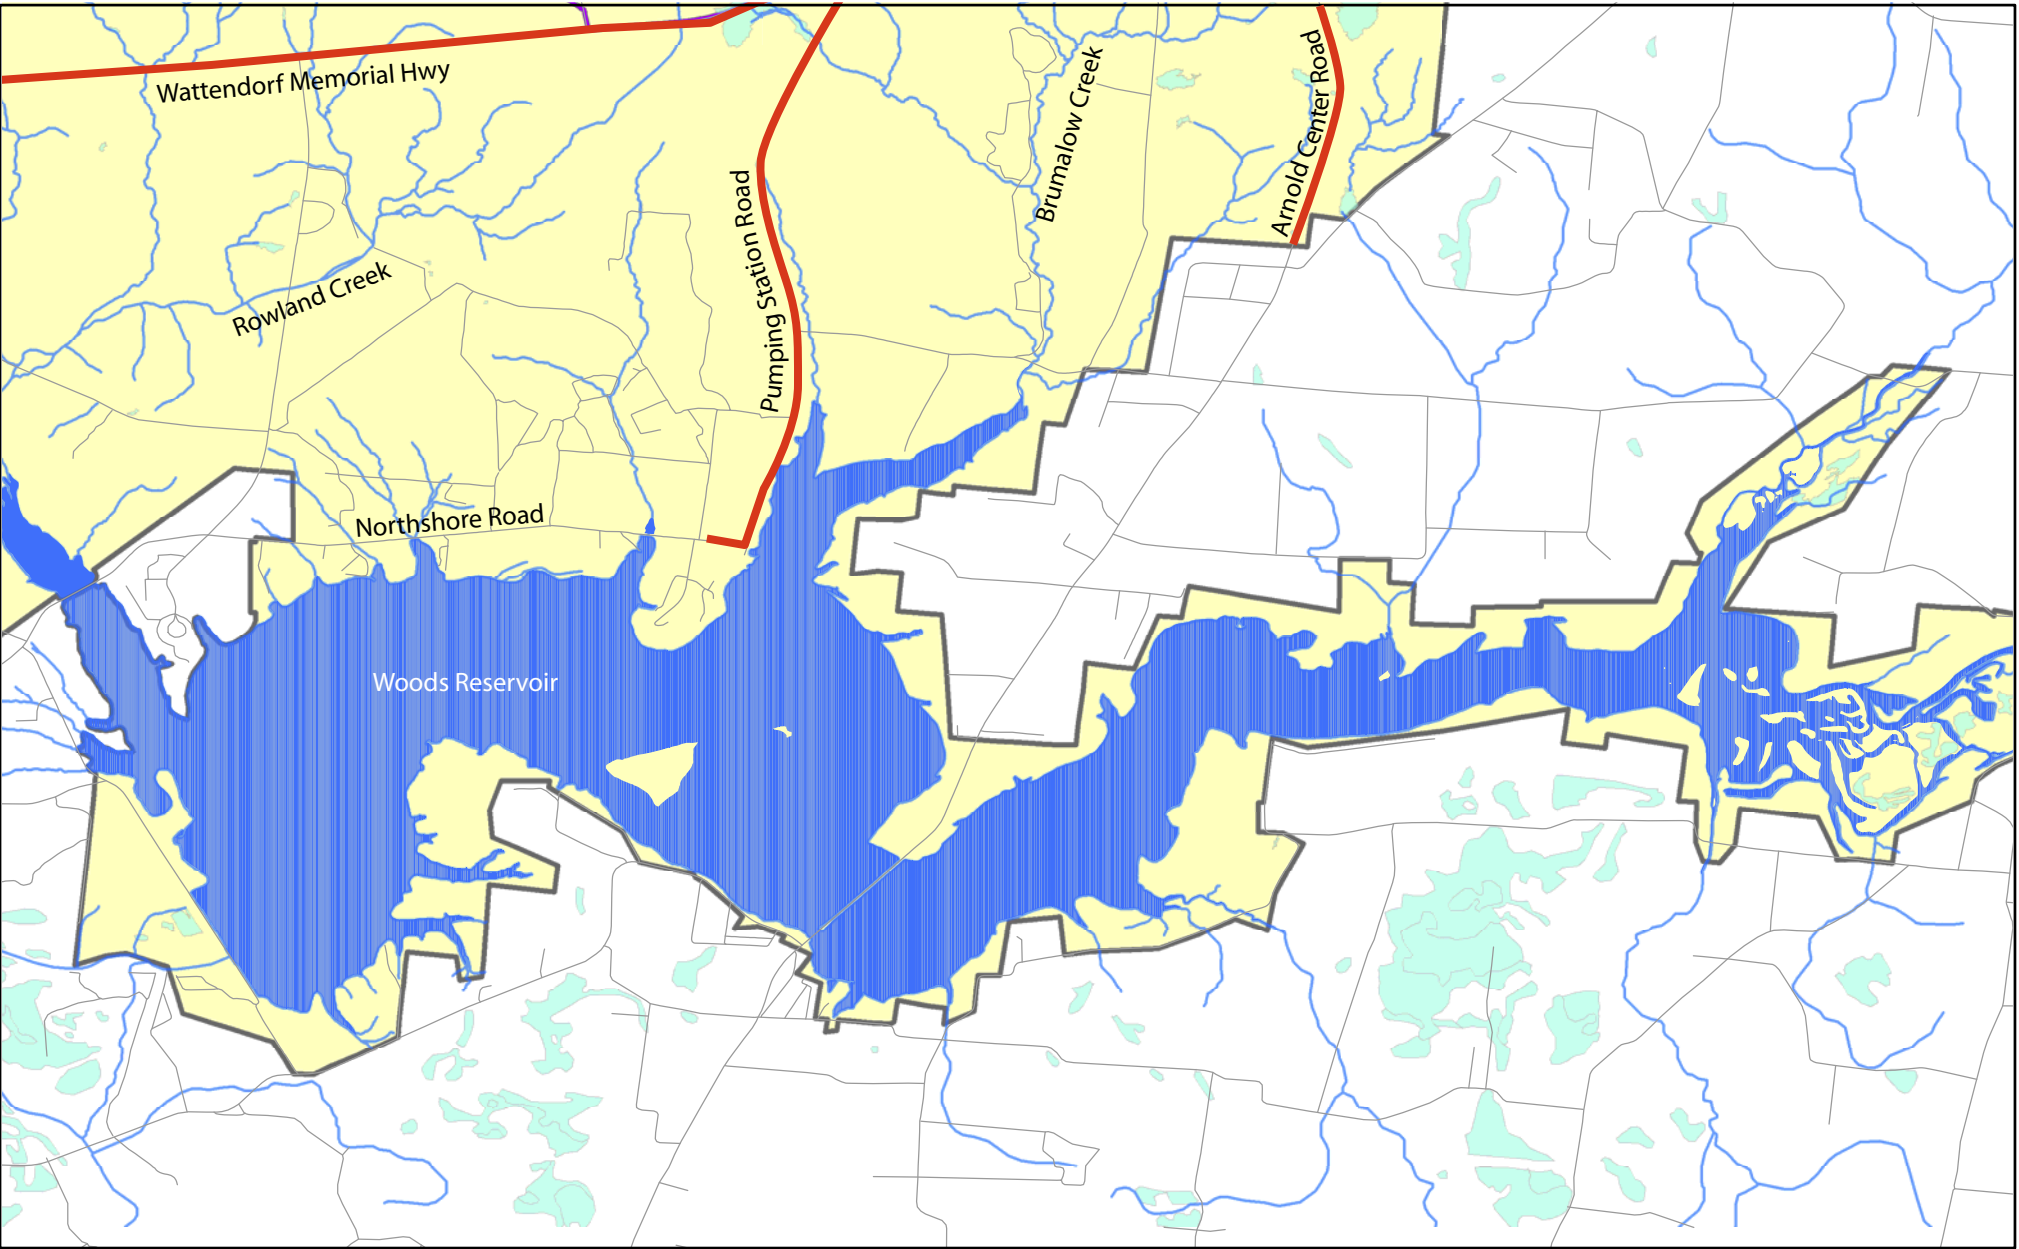 Wattendorf Memorial Hwy
Brumalow Creek
Arnold Center Road
Rowland Creek
Pumping Station Road
Northshore Road
Woods Reservoir